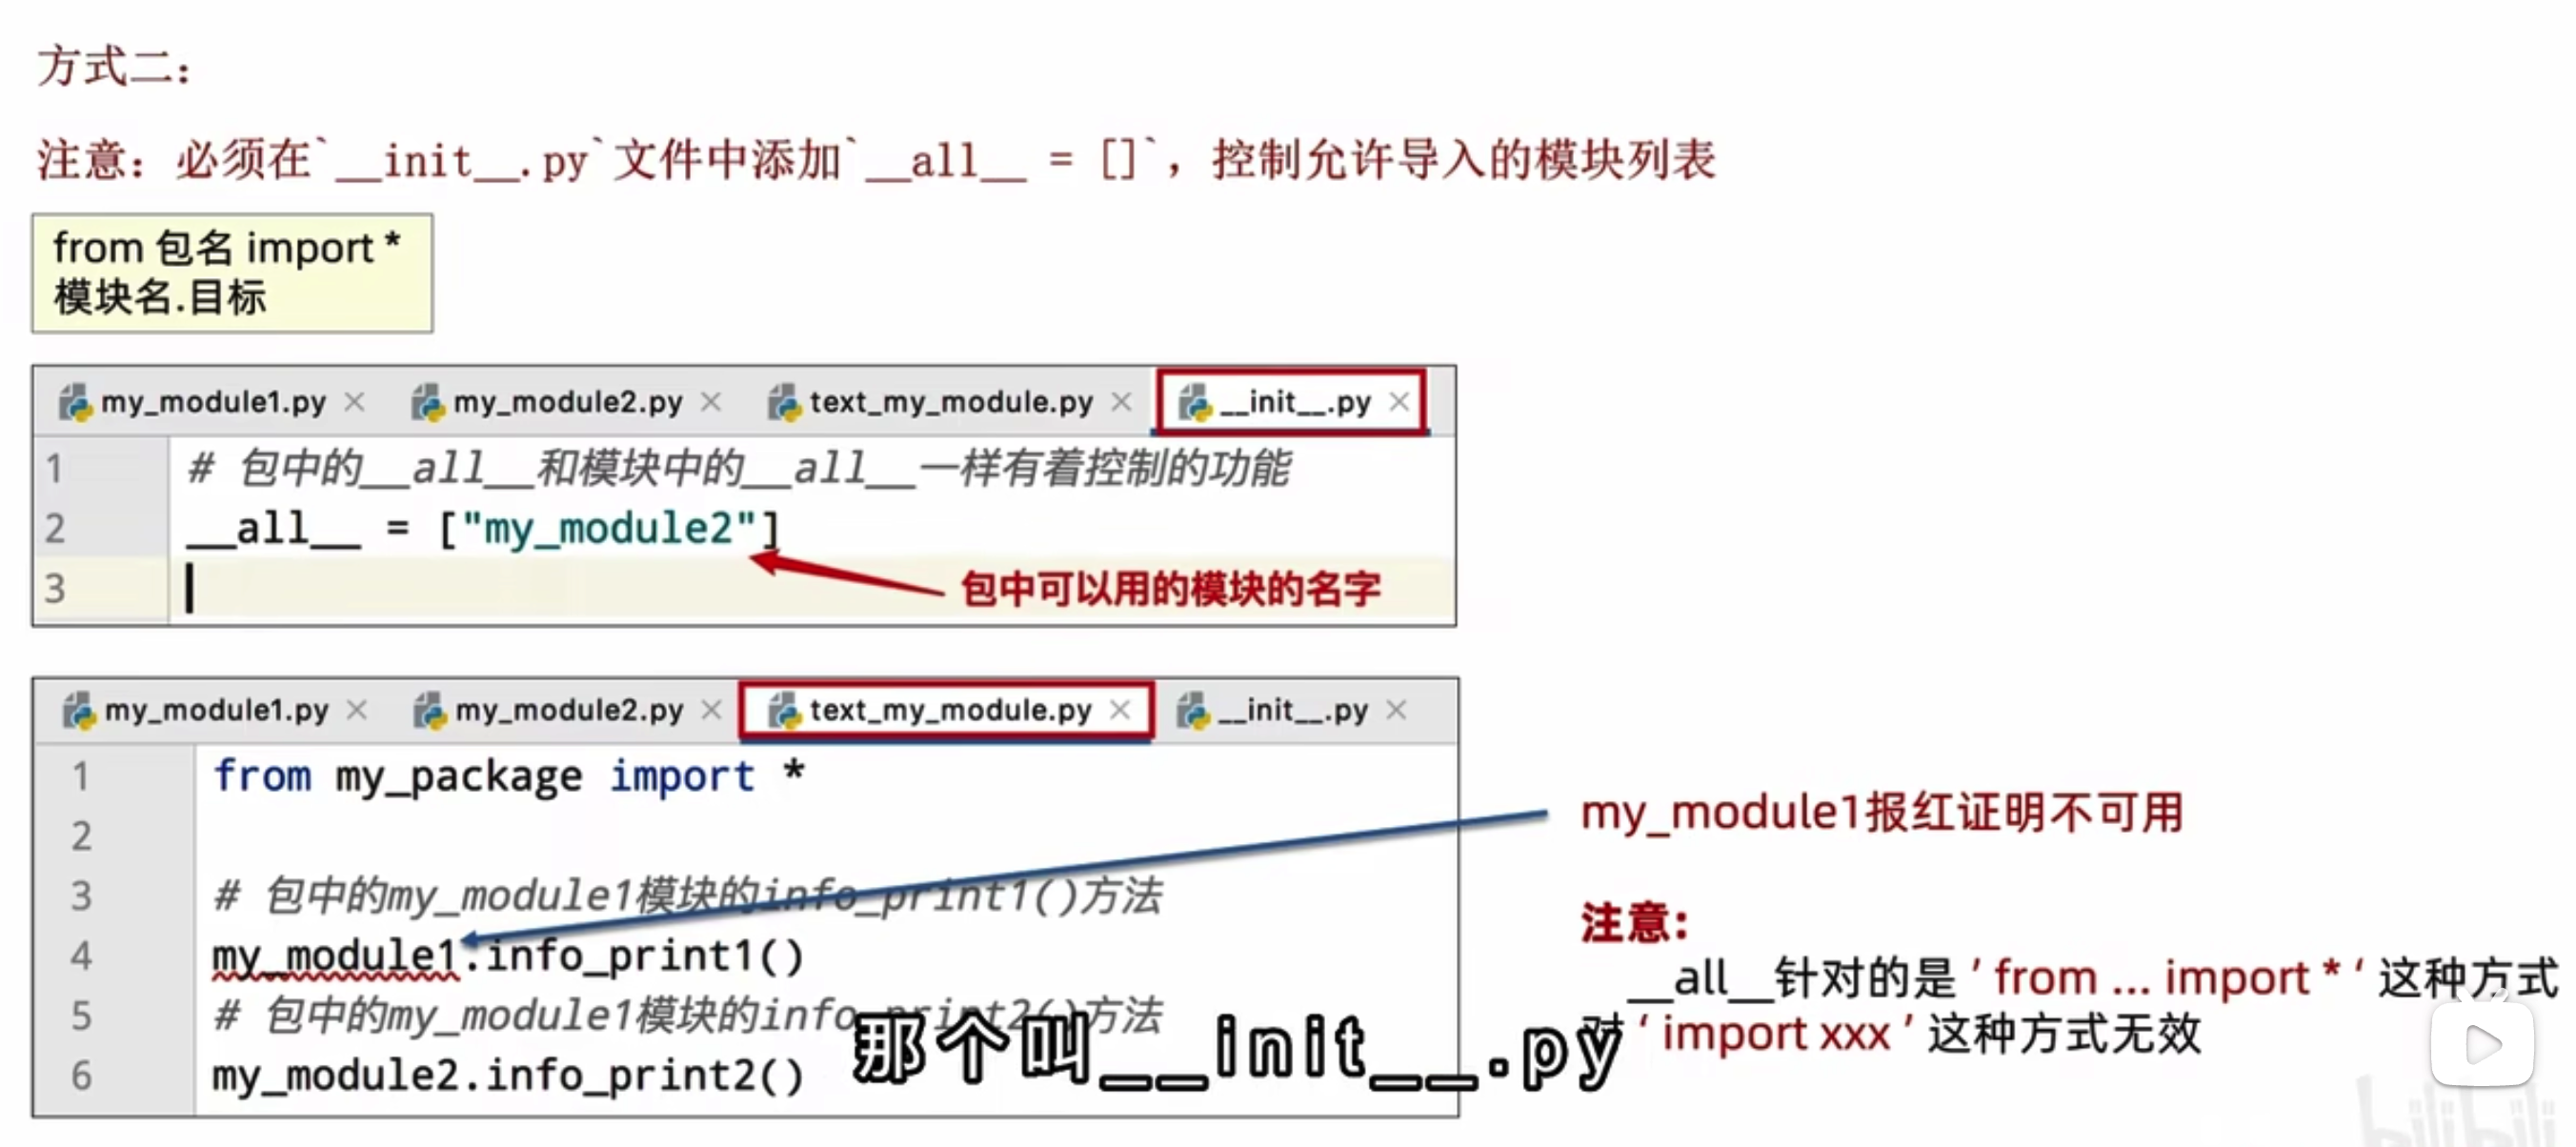 方式二：
注意：必须在`__init__.py`文件中添加`__all__ = []`，控制允许导入的模块列表
from 包名 import *
模块名.目标
my_module1.py my_module2.py text_my_module.py __init__.py
1 # 包中的__all__和模块中的__all__一样有着控制的功能
2 __all__ = ["my_module2"]
3
包中可以用的模块的名字
my_module1.py my_module2.py text_my_module.py __init__.py
1 from my_package import *
2
3 # 包中的my_module1模块的info_print1()方法
4 my_module1.info_print1()
5 # 包中的my_module1模块的info_print2()方法
6 my_module2.info_print2()
my_module1报红证明不可用
注意：
__all__针对的是 ’ from ... import * ‘ 这种方式
对 ‘ import xxx ’ 这种方式无效
那个叫__init__.py
bilibili